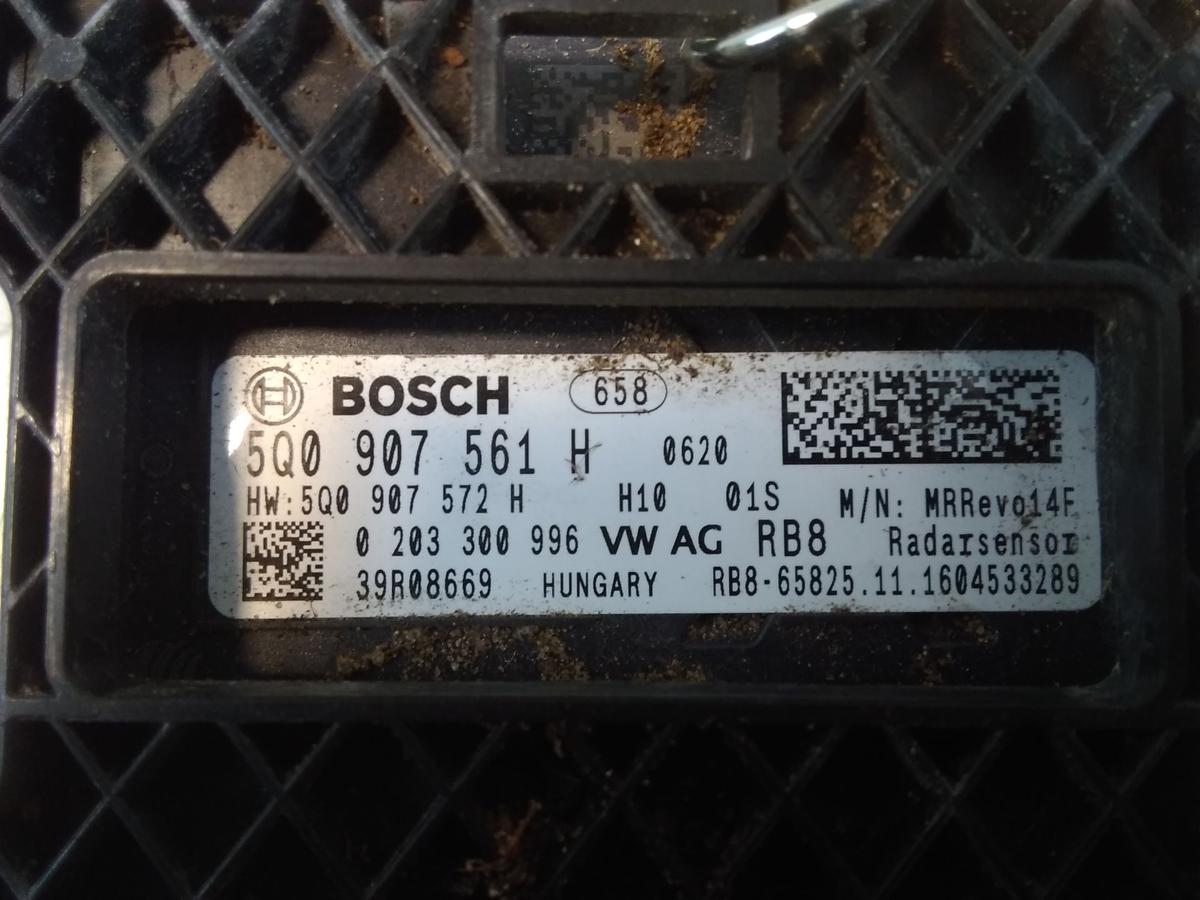 BOSCH 658
5Q0 907 561 H 0620
HW:5Q0 907 572 H H10 01S M/N: MRRevo14F
0 203 300 996 VW AG RB8 Radarsensor
39R08669 HUNGARY RB8-65825.11.1604533289